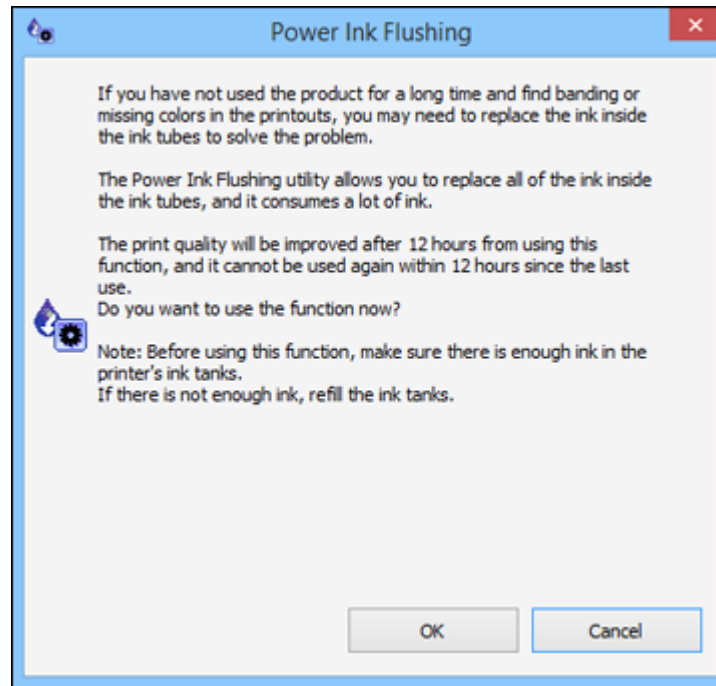 Power Ink Flushing
If you have not used the product for a long time and find banding or
missing colors in the printouts, you may need to replace the ink inside
the ink tubes to solve the problem.
The Power Ink Flushing utility allows you to replace all of the ink inside
the ink tubes, and it consumes a lot of ink.
The print quality will be improved after 12 hours from using this
function, and it cannot be used again within 12 hours since the last
use.
Do you want to use the function now?
Note: Before using this function, make sure there is enough ink in the
printer's ink tanks.
If there is not enough ink, refill the ink tanks.
OK
Cancel